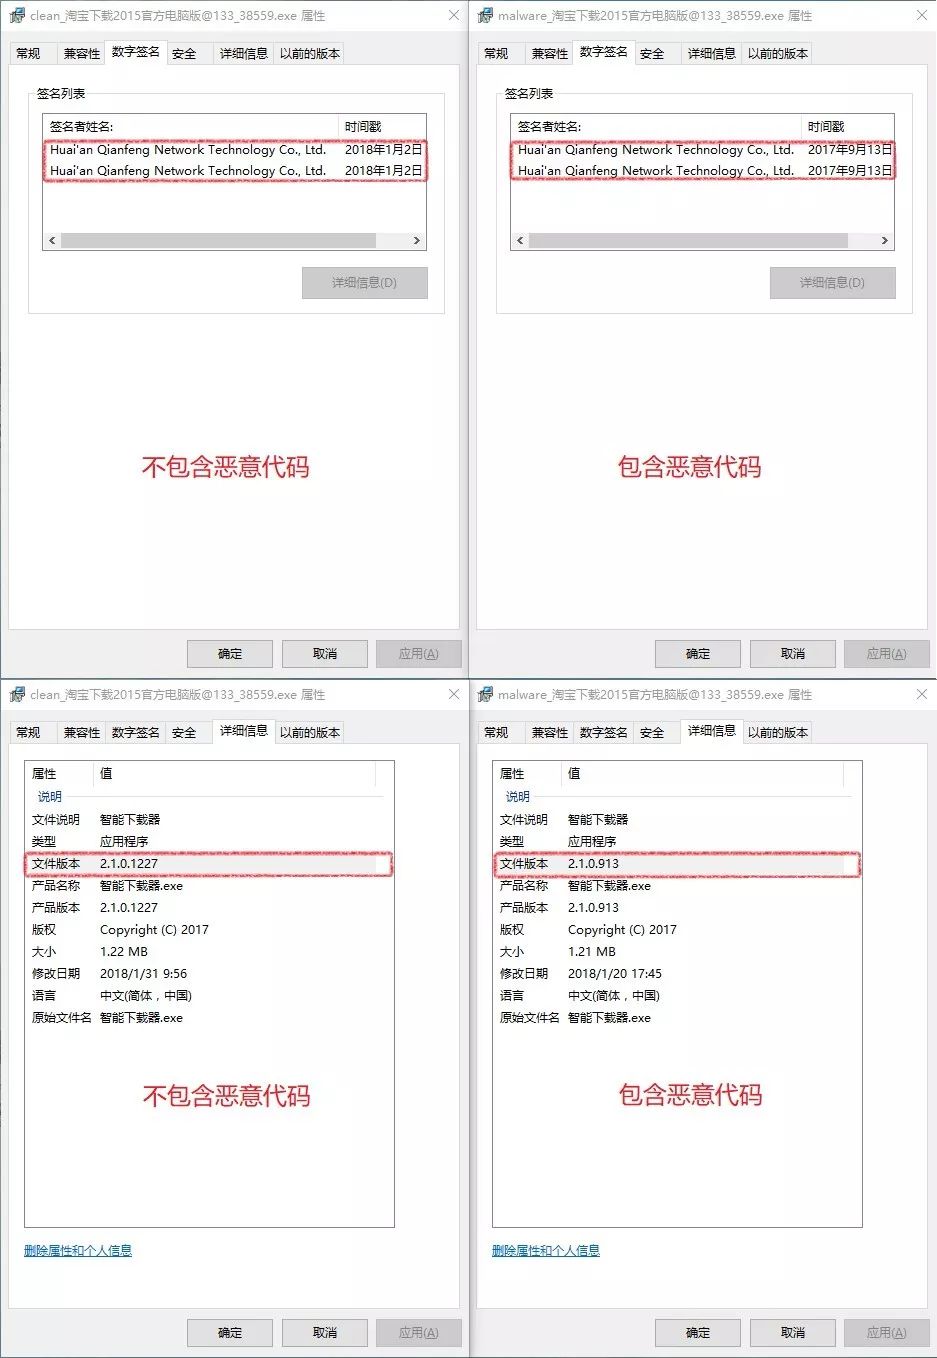 clean_淘宝下载2015官方电脑版@133_38559.exe 属性
常规 兼容性 数字签名 安全 详细信息 以前的版本
签名列表
签名者姓名: 时间戳
Huai'an Qianfeng Network Technology Co., Ltd. 2018年1月2日
Huai'an Qianfeng Network Technology Co., Ltd. 2018年1月2日
详细信息(D)
不包含恶意代码
确定 取消 应用(A)
malware_淘宝下载2015官方电脑版@133_38559.exe 属性
常规 兼容性 数字签名 安全 详细信息 以前的版本
签名列表
签名者姓名: 时间戳
Huai'an Qianfeng Network Technology Co., Ltd. 2017年9月13日
Huai'an Qianfeng Network Technology Co., Ltd. 2017年9月13日
详细信息(D)
包含恶意代码
确定 取消 应用(A)
clean_淘宝下载2015官方电脑版@133_38559.exe 属性
常规 兼容性 数字签名 安全 详细信息 以前的版本
属性 值
说明
文件说明 智能下载器
类型 应用程序
文件版本 2.1.0.1227
产品名称 智能下载器.exe
产品版本 2.1.0.1227
版权 Copyright (C) 2017
大小 1.22 MB
修改日期 2018/1/31 9:56
语言 中文(简体，中国)
原始文件名 智能下载器.exe
不包含恶意代码
删除属性和个人信息
确定 取消 应用(A)
malware_淘宝下载2015官方电脑版@133_38559.exe 属性
常规 兼容性 数字签名 安全 详细信息 以前的版本
属性 值
说明
文件说明 智能下载器
类型 应用程序
文件版本 2.1.0.913
产品名称 智能下载器.exe
产品版本 2.1.0.913
版权 Copyright (C) 2017
大小 1.21 MB
修改日期 2018/1/20 17:45
语言 中文(简体，中国)
原始文件名 智能下载器.exe
包含恶意代码
删除属性和个人信息
确定 取消 应用(A)